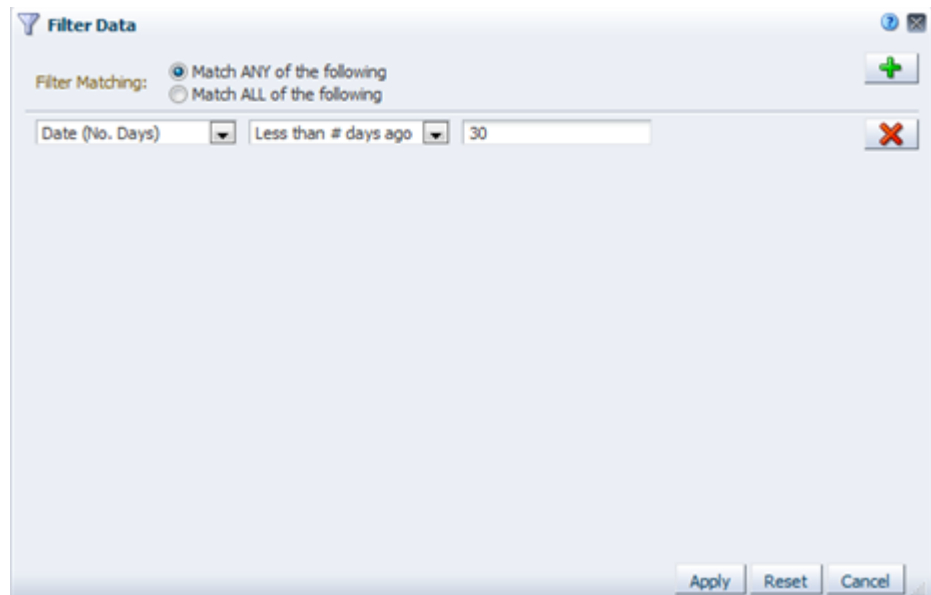 Filter Data
Filter Matching:
Match ANY of the following
Match ALL of the following
Date (No. Days) Less than # days ago 30
Apply Reset Cancel